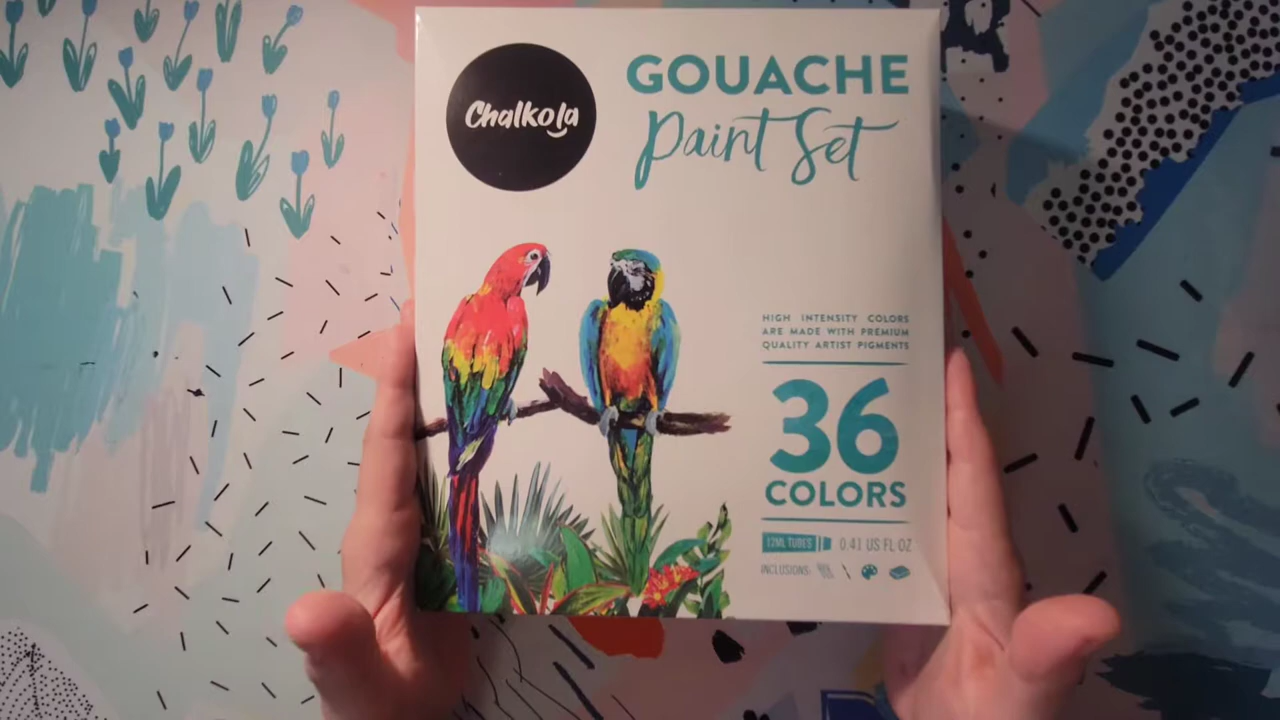 Chalkola
GOUACHE
Paint Set
HIGH INTENSITY COLORS
ARE MADE WITH PREMIUM
QUALITY ARTIST PIGMENTS
36
COLORS
12ML TUBES 0.41 US FL OZ
INCLUSIONS: